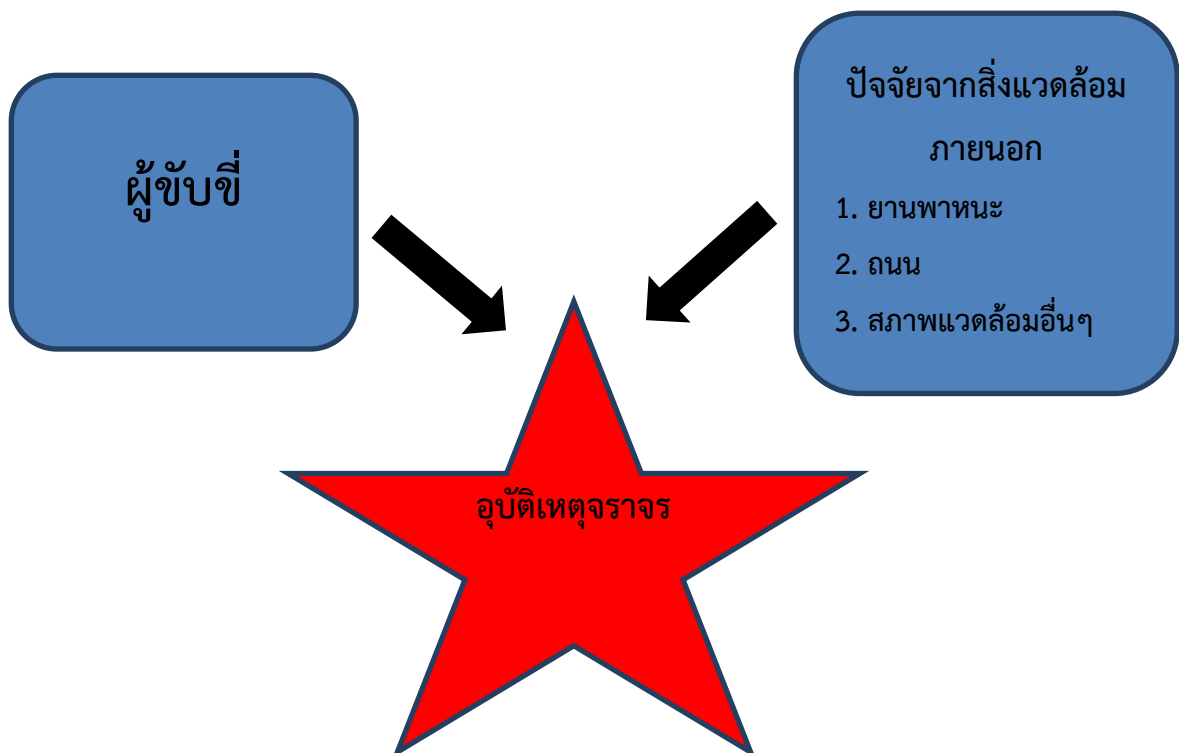 ผู้ขับขี่
ปัจจัยจากสิ่งแวดล้อม
ภายนอก
1. ยานพาหนะ
2. ถนน
3. สภาพแวดล้อมอื่นๆ
อุบัติเหตุจราจร